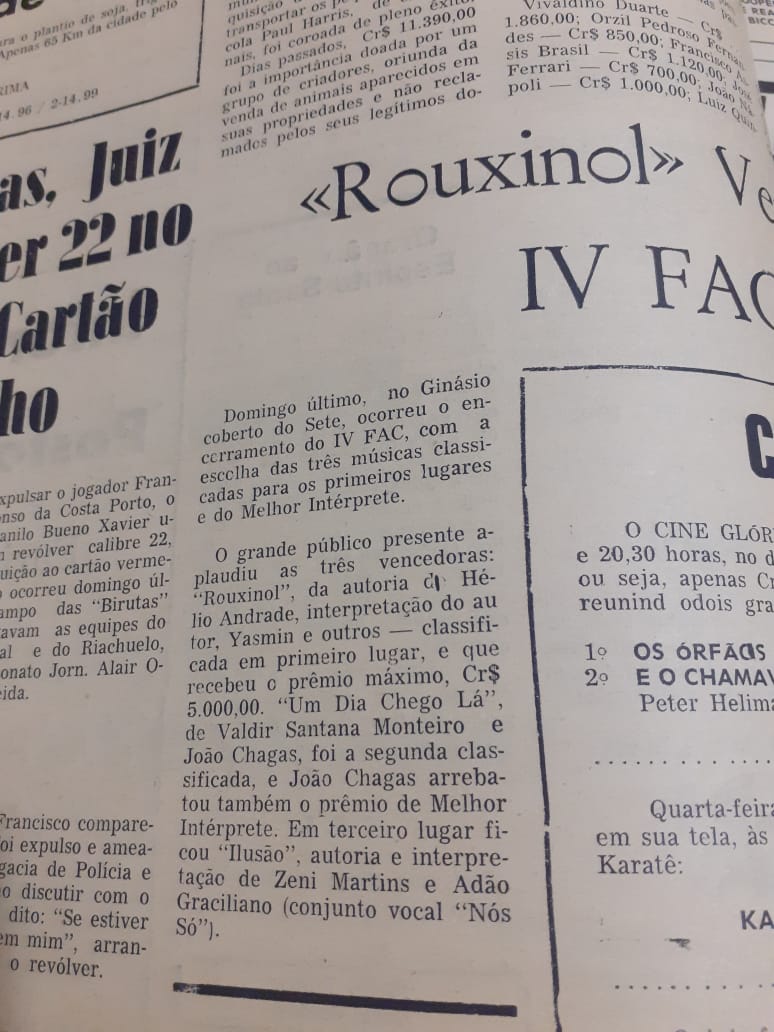 ra o plantio de soja,
Apenas 65 Km da cidade pelo
RIMA
14.96 / 2-14.99
as, Juiz
er 22 no
Cartão
ho
xpulsar o jogador Fran-
nso da Costa Porto, o
anilo Bueno Xavier u-
m revólver calibre 22,
uição ao cartão verme-
o ocorreu domingo úl-
ampo das "Birutas"
avam as equipes do
al e do Riachuelo,
onato Jorn. Alair O-
eida.
Francisco compare-
oi expulso e amea-
gacia de Polícia e
o discutir com o
dito: "Se estiver
em mim", arran-
o revólver.
quisição
transportar os
cola Paul Harris, de
nais, foi coroada de pleno êxito
Dias passados, Cr$ 11.390,00
foi a importância doada por um
grupo de criadores, oriunda da
venda de animais aparecidos em
suas propriedades e não recla-
mados pelos seus legítimos do-
Vivaldino Duarte — Cr$
1.860,00; Orzil Pedroso
des — Cr$ 850,00; Francisco
sis Brasil — Cr$ 1.120,00;
Ferrari — Cr$ 700,00; João
poli — Cr$ 1.000,00; Luiz
«Rouxinol» Ve
IV FAC
Domingo último, no Ginásio
coberto do Sete, ocorreu o en-
cerramento do IV FAC, com a
escolha das três músicas classi-
cadas para os primeiros lugares
e do Melhor Intérprete.
O grande público presente a-
plaudiu as três vencedoras:
"Rouxinol", da autoria de Hé-
lio Andrade, interpretação do au
tor, Yasmin e outros — classifi-
cada em primeiro lugar, e que
recebeu o prêmio máximo, Cr$
5.000,00. "Um Dia Chego Lá",
de Valdir Santana Monteiro e
João Chagas, foi a segunda clas-
sificada, e João Chagas arreba-
tou também o prêmio de Melhor
Intérprete. Em terceiro lugar fi-
cou "Ilusão", autoria e interpre-
tação de Zeni Martins e Adão
Graciliano (conjunto vocal "Nós
Só").
C
O CINE GLÓR
e 20,30 horas, no d
ou seja, apenas Cr
reunind odois gra
1º OS ÓRFÃOS
2º E O CHAMAV
Peter Helima
Quarta-feira
em sua tela, às
Karatê:
KA